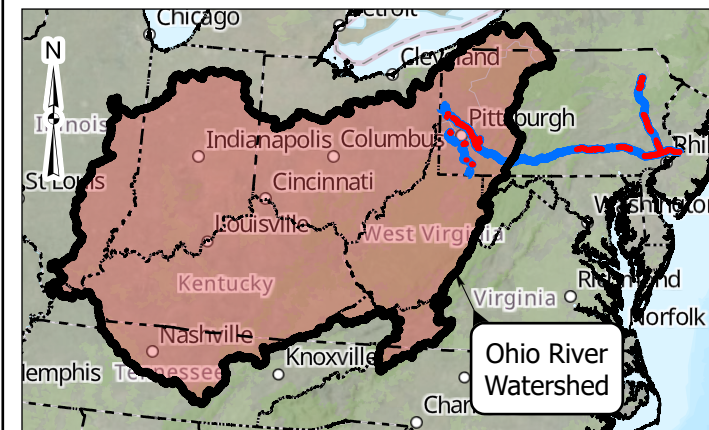 Chicago
Cleveland
N
Illinois
Pittsburgh
Indianapolis
Columbus
St Louis
Cincinnati
Washington
Louisville
West Virginia
Kentucky
Richmond
Virginia
Norfolk
Nashville
Knoxville
Memphis
Tennessee
Ohio River
Watershed